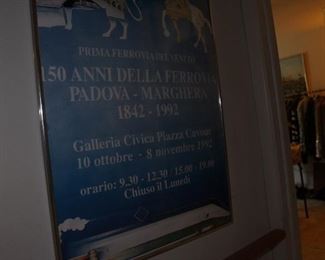 PRIMA FERROVIA DEL VENETO
150 ANNI DELLA FERROVIA
PADOVA - MARGHERA
1842 - 1992
Galleria Civica Piazza Cavour
10 ottobre - 8 novembre 1992
orario: 9,30 - 12,30 / 15,00 - 19,00
Chiuso il Lunedì